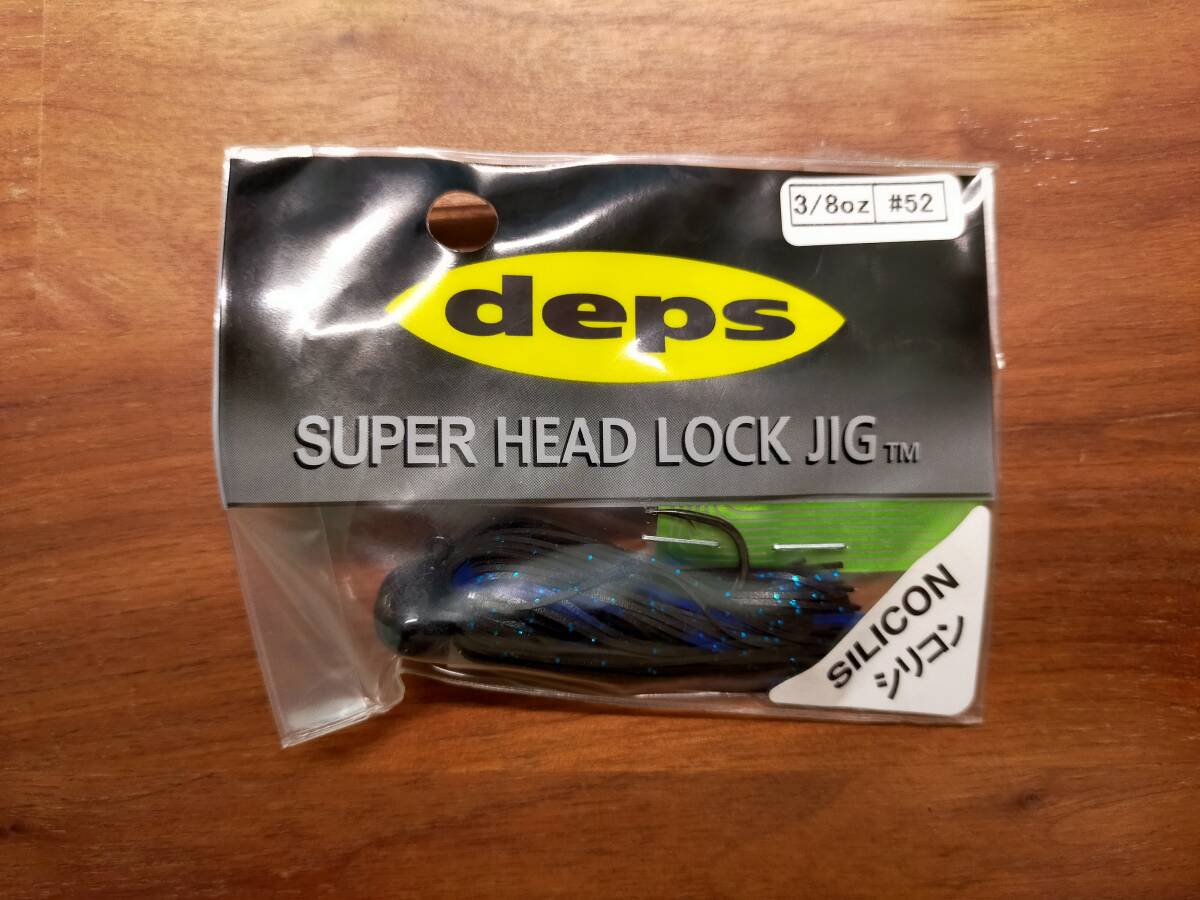 3/8oz #52
deps
SUPER HEAD LOCK JIG™
SILICON
シリコン